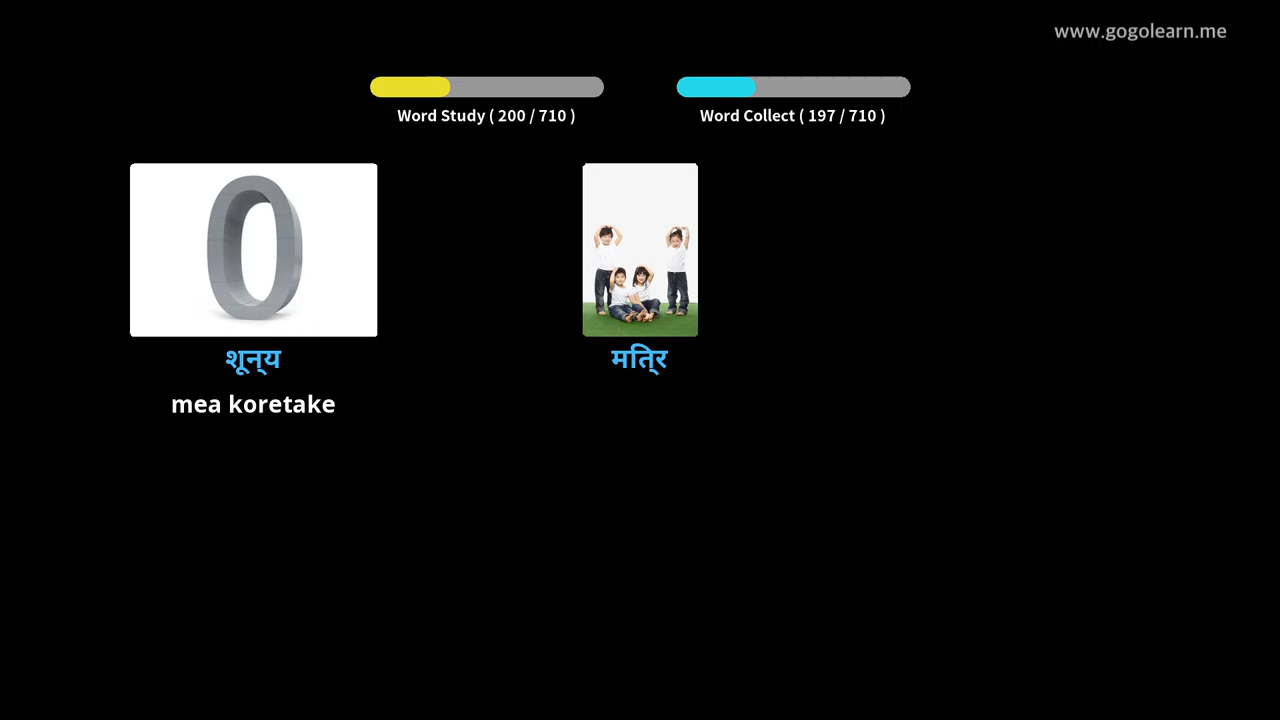 www.gogolearn.me
Word Study ( 200 / 710 )
Word Collect ( 197 / 710 )
शून्य
मित्र
mea koretake